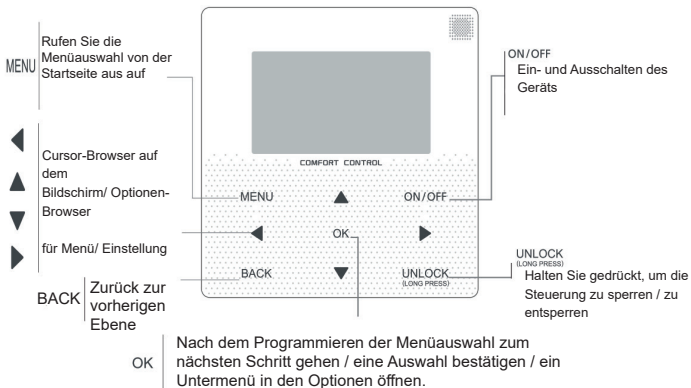 MENU
Rufen Sie die
Menüauswahl von der
Startseite aus auf
ON/OFF
Ein- und Ausschalten des
Geräts
Cursor-Browser auf
dem
Bildschirm/ Optionen-
Browser
für Menü/ Einstellung
COMFORT CONTROL
MENU
ON/OFF
OK
BACK
UNLOCK
(LONG PRESS)
UNLOCK
(LONG PRESS)
Halten Sie gedrückt, um die
Steuerung zu sperren / zu
entsperren
BACK
Zurück zur
vorherigen
Ebene
OK
Nach dem Programmieren der Menüauswahl zum
nächsten Schritt gehen / eine Auswahl bestätigen / ein
Untermenü in den Optionen öffnen.